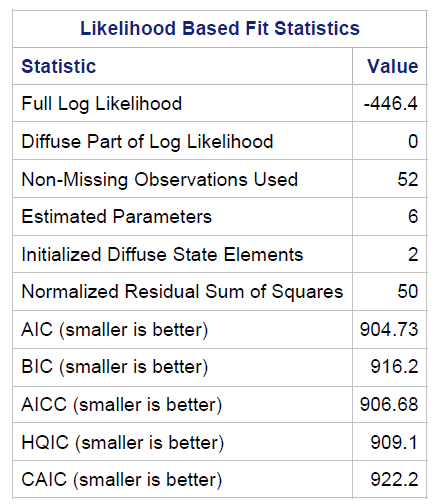 Likelihood Based Fit Statistics
Statistic Value
Full Log Likelihood -446.4
Diffuse Part of Log Likelihood 0
Non-Missing Observations Used 52
Estimated Parameters 6
Initialized Diffuse State Elements 2
Normalized Residual Sum of Squares 50
AIC (smaller is better) 904.73
BIC (smaller is better) 916.2
AICC (smaller is better) 906.68
HQIC (smaller is better) 909.1
CAIC (smaller is better) 922.2